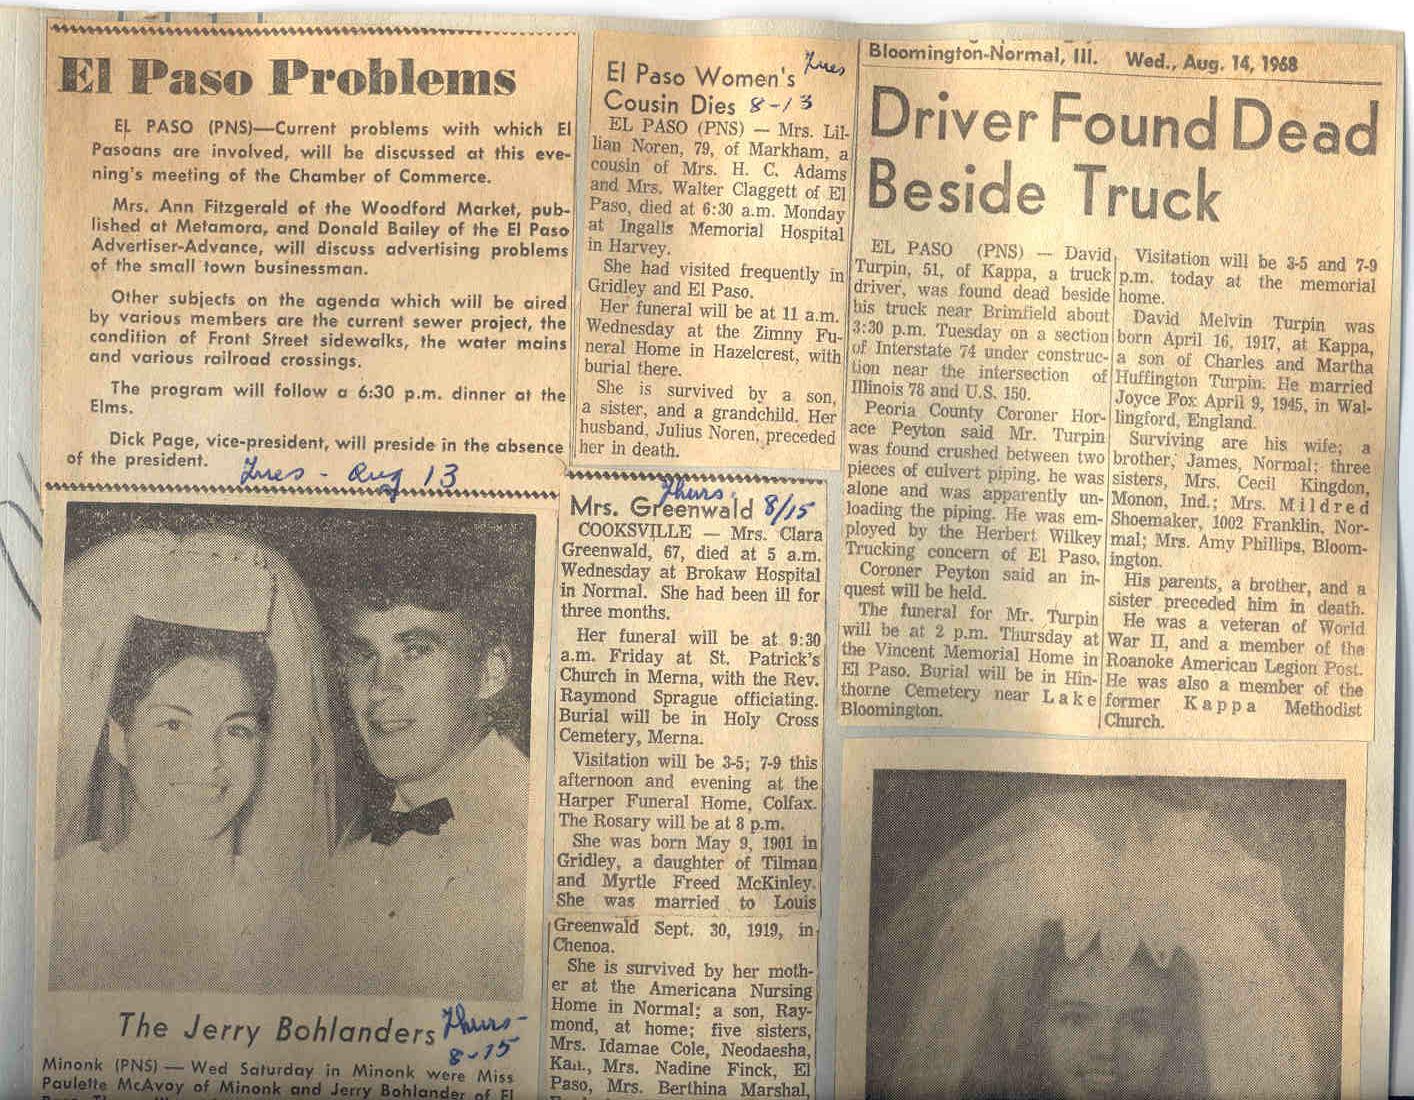 El Paso Problems
EL PASO (PNS)—Current problems with which El
Pasoans are involved, will be discussed at this eve-
ning's meeting of the Chamber of Commerce.
Mrs. Ann Fitzgerald of the Woodford Market, pub-
lished at Metamora, and Donald Bailey of the El Paso
Advertiser-Advance, will discuss advertising problems
of the small town businessman.
Other subjects on the agenda which will be aired
by various members are the current sewer project, the
condition of Front Street sidewalks, the water mains
and various railroad crossings.
The program will follow a 6:30 p.m. dinner at the
Elms.
Dick Page, vice-president, will preside in the absence
of the president.
Tues - Aug 13
The Jerry Bohlanders Thurs-
8-15
Minonk (PNS) — Wed Saturday in Minonk were Miss
Paulette McAvoy of Minonk and Jerry Bohlander of El
El Paso Women's Tues
Cousin Dies 8-13
EL PASO (PNS) — Mrs. Lil-
lian Noren, 79, of Markham, a
cousin of Mrs. H. C. Adams
and Mrs. Walter Claggett of El
Paso, died at 6:30 a.m. Monday
at Ingalls Memorial Hospital
in Harvey.
She had visited frequently in
Gridley and El Paso.
Her funeral will be at 11 a.m.
Wednesday at the Zimny Fu-
neral Home in Hazelcrest, with
burial there.
She is survived by a son,
a sister, and a grandchild. Her
husband, Julius Noren, preceded
her in death.
Thurs.
Mrs. Greenwald 8/15
COOKSVILLE — Mrs. Clara
Greenwald, 67, died at 5 a.m.
Wednesday at Brokaw Hospital
in Normal. She had been ill for
three months.
Her funeral will be at 9:30
a.m. Friday at St. Patrick's
Church in Merna, with the Rev.
Raymond Sprague officiating.
Burial will be in Holy Cross
Cemetery, Merna.
Visitation will be 3-5; 7-9 this
afternoon and evening at the
Harper Funeral Home, Colfax.
The Rosary will be at 8 p.m.
She was born May 9, 1901 in
Gridley, a daughter of Tilman
and Myrtle Freed McKinley.
She was married to Louis
Greenwald Sept. 30, 1919, in
Chenoa.
She is survived by her moth-
er at the Americana Nursing
Home in Normal; a son, Ray-
mond, at home; five sisters,
Mrs. Idamae Cole, Neodaesha,
Kan., Mrs. Nadine Finck, El
Paso, Mrs. Berthina Marshal,
Bloomington-Normal, Ill. Wed., Aug. 14, 1968
Driver Found Dead
Beside Truck
EL PASO (PNS) — David
Turpin, 51, of Kappa, a truck
driver, was found dead beside
his truck near Brimfield about
3:30 p.m. Tuesday on a section
of Interstate 74 under construc-
tion near the intersection of
Illinois 78 and U.S. 150.
Peoria County Coroner Hor-
ace Peyton said Mr. Turpin
was found crushed between two
pieces of culvert piping. he was
alone and was apparently un-
loading the piping. He was em-
ployed by the Herbert Wilkey
Trucking concern of El Paso.
Coroner Peyton said an in-
quest will be held.
The funeral for Mr. Turpin
will be at 2 p.m. Thursday at
the Vincent Memorial Home in
El Paso. Burial will be in Hin-
thorne Cemetery near Lake
Bloomington.
Visitation will be 3-5 and 7-9
p.m. today at the memorial
home.
David Melvin Turpin was
born April 16, 1917, at Kappa,
a son of Charles and Martha
Huffington Turpin. He married
Joyce Fox April 9, 1945, in Wal-
lingford, England.
Surviving are his wife; a
brother, James, Normal; three
sisters, Mrs. Cecil Kingdon,
Monon, Ind.; Mrs. Mildred
Shoemaker, 1002 Franklin, Nor-
mal; Mrs. Amy Phillips, Bloom-
ington.
His parents, a brother, and a
sister preceded him in death.
He was a veteran of World
War II, and a member of the
Roanoke American Legion Post.
He was also a member of the
former Kappa Methodist
Church.